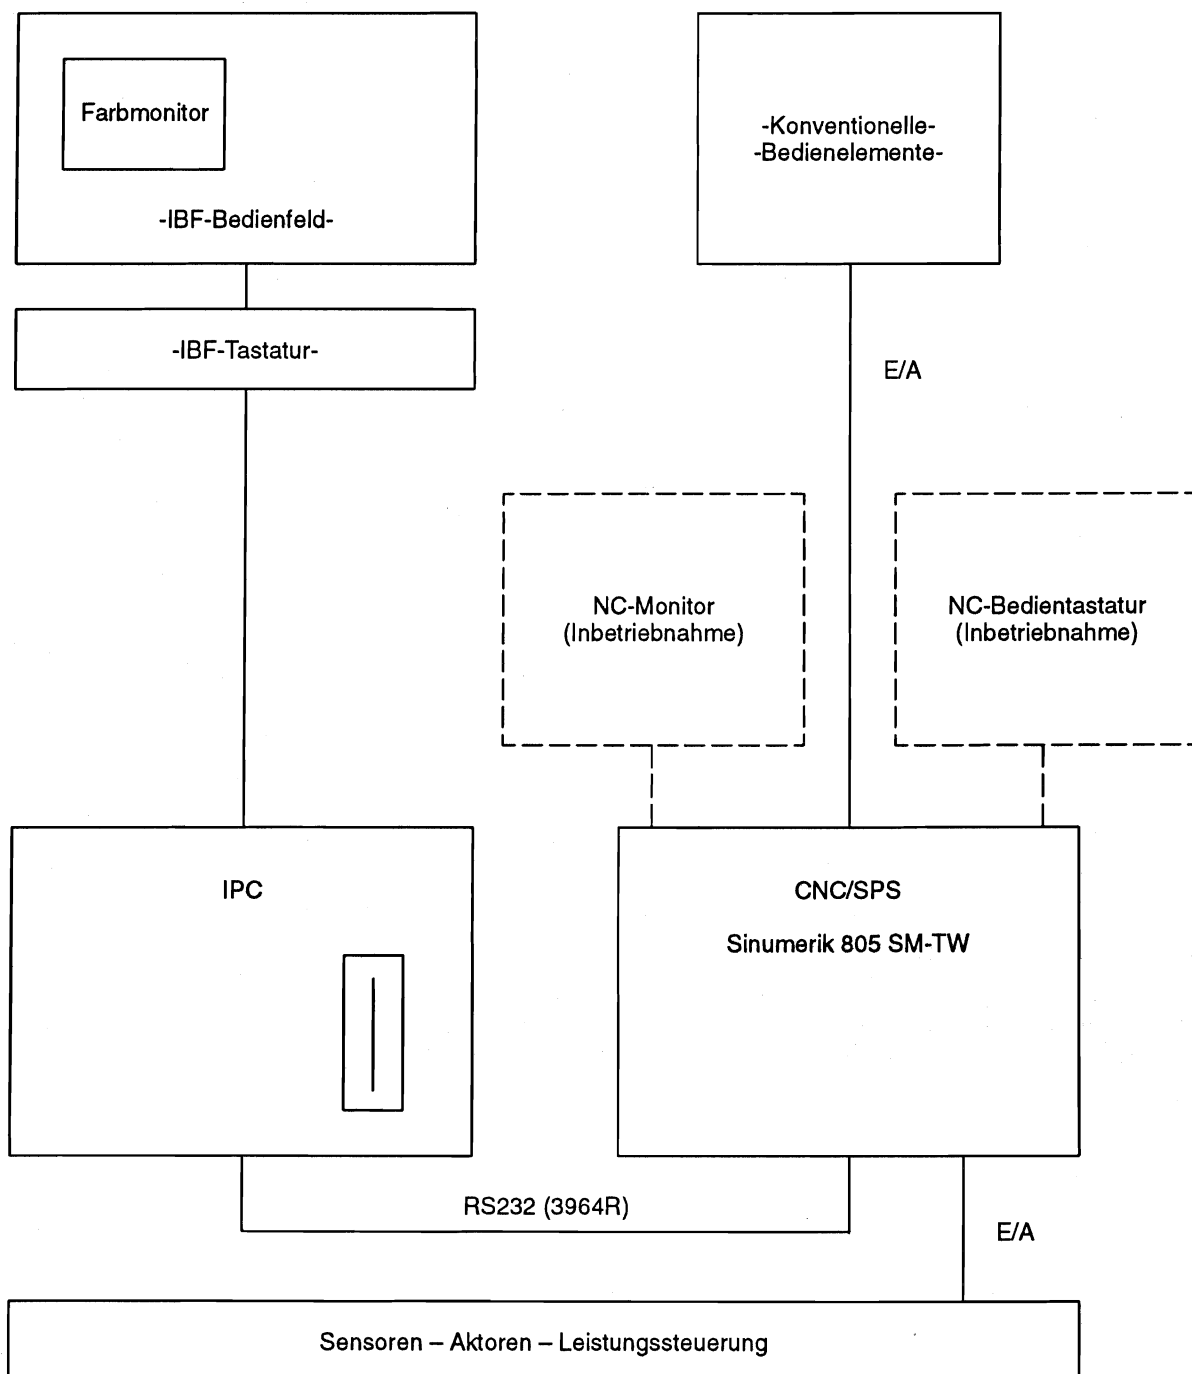 Farbmonitor
-IBF-Bedienfeld-
-Konventionelle-
-Bedienelemente-
-IBF-Tastatur-
E/A
NC-Monitor
(Inbetriebnahme)
NC-Bedientastatur
(Inbetriebnahme)
IPC
CNC/SPS
Sinumerik 805 SM-TW
RS232 (3964R)
E/A
Sensoren – Aktoren – Leistungssteuerung